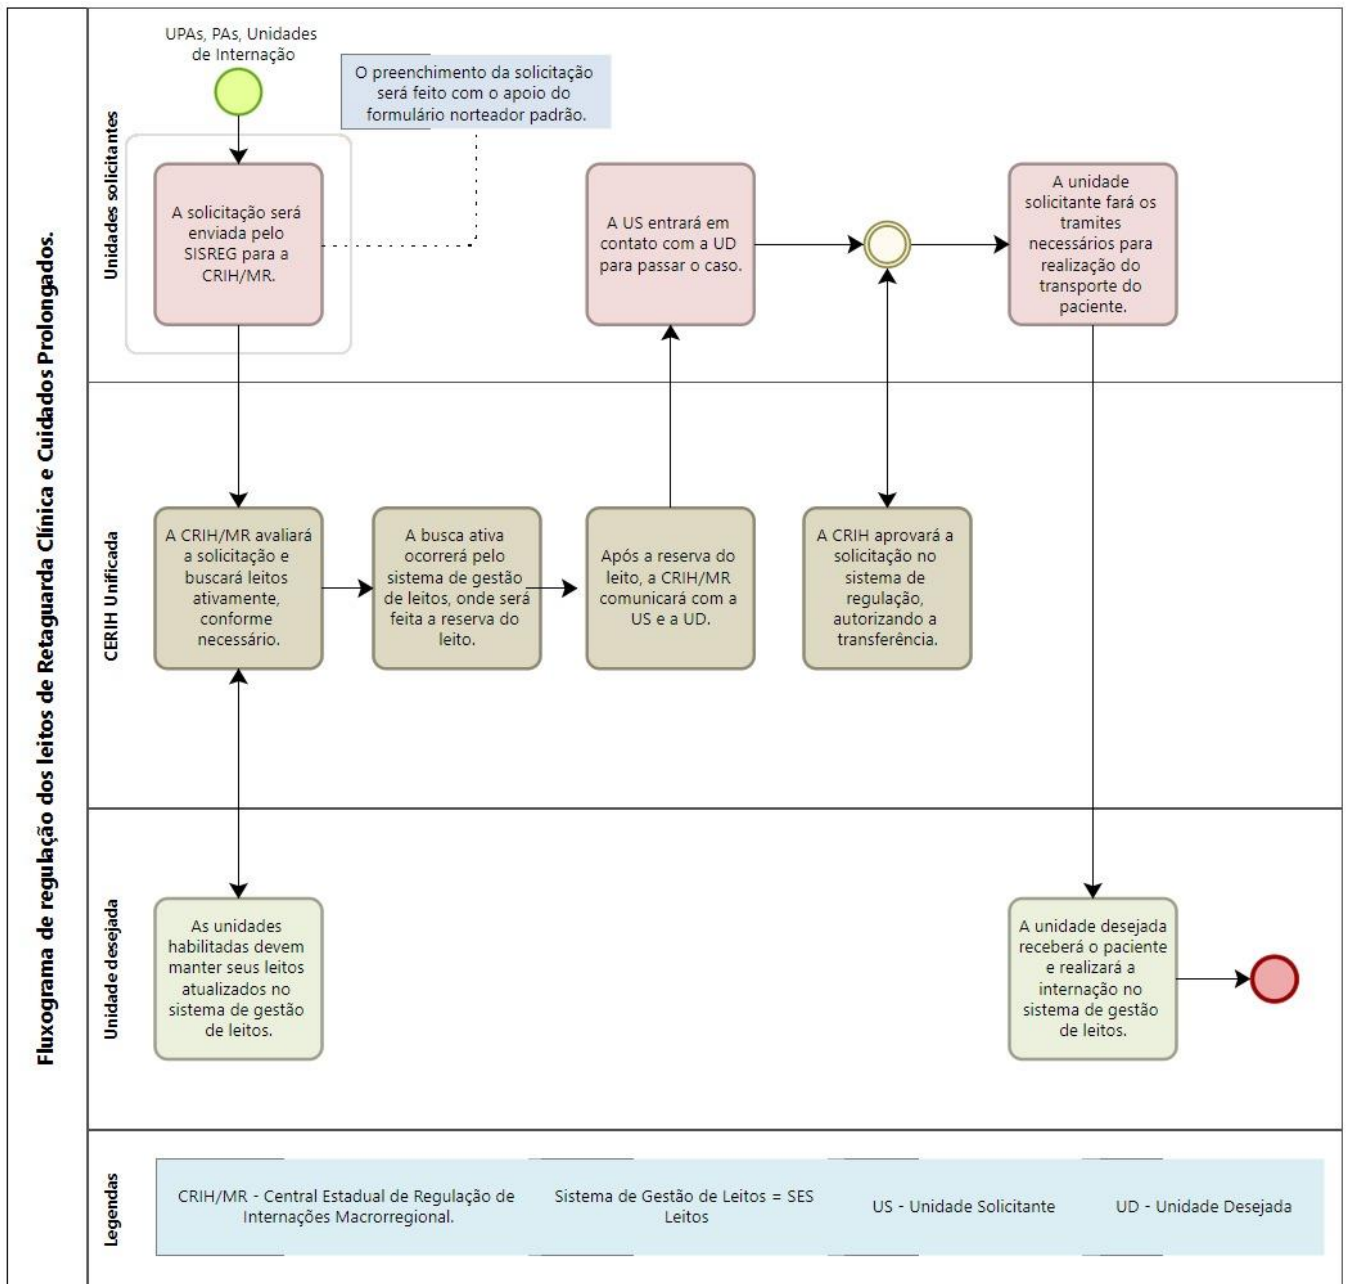 Fluxograma de regulação dos leitos de Retaguarda Clínica e Cuidados Prolongados.
Unidades solicitantes
UPAs, PAs, Unidades
de Internação
O preenchimento da solicitação
será feito com o apoio do
formulário norteador padrão.
A solicitação será
enviada pelo
SISREG para a
CRIH/MR.
A US entrará em
contato com a UD
para passar o caso.
A unidade
solicitante fará os
tramites
necessários para
realização do
transporte do
paciente.
CERIH Unificada
A CRIH/MR avaliará
a solicitação e
buscará leitos
ativamente,
conforme
necessário.
A busca ativa
ocorrerá pelo
sistema de gestão
de leitos, onde será
feita a reserva do
leito.
Após a reserva do
leito, a CRIH/MR
comunicará com a
US e a UD.
A CRIH aprovará a
solicitação no
sistema de
regulação,
autorizando a
transferência.
Unidade desejada
As unidades
habilitadas devem
manter seus leitos
atualizados no
sistema de gestão
de leitos.
A unidade desejada
receberá o paciente
e realizará a
internação no
sistema de gestão
de leitos.
Legendas
CRIH/MR - Central Estadual de Regulação de
Internações Macrorregional.
Sistema de Gestão de Leitos = SES
Leitos
US - Unidade Solicitante
UD - Unidade Desejada